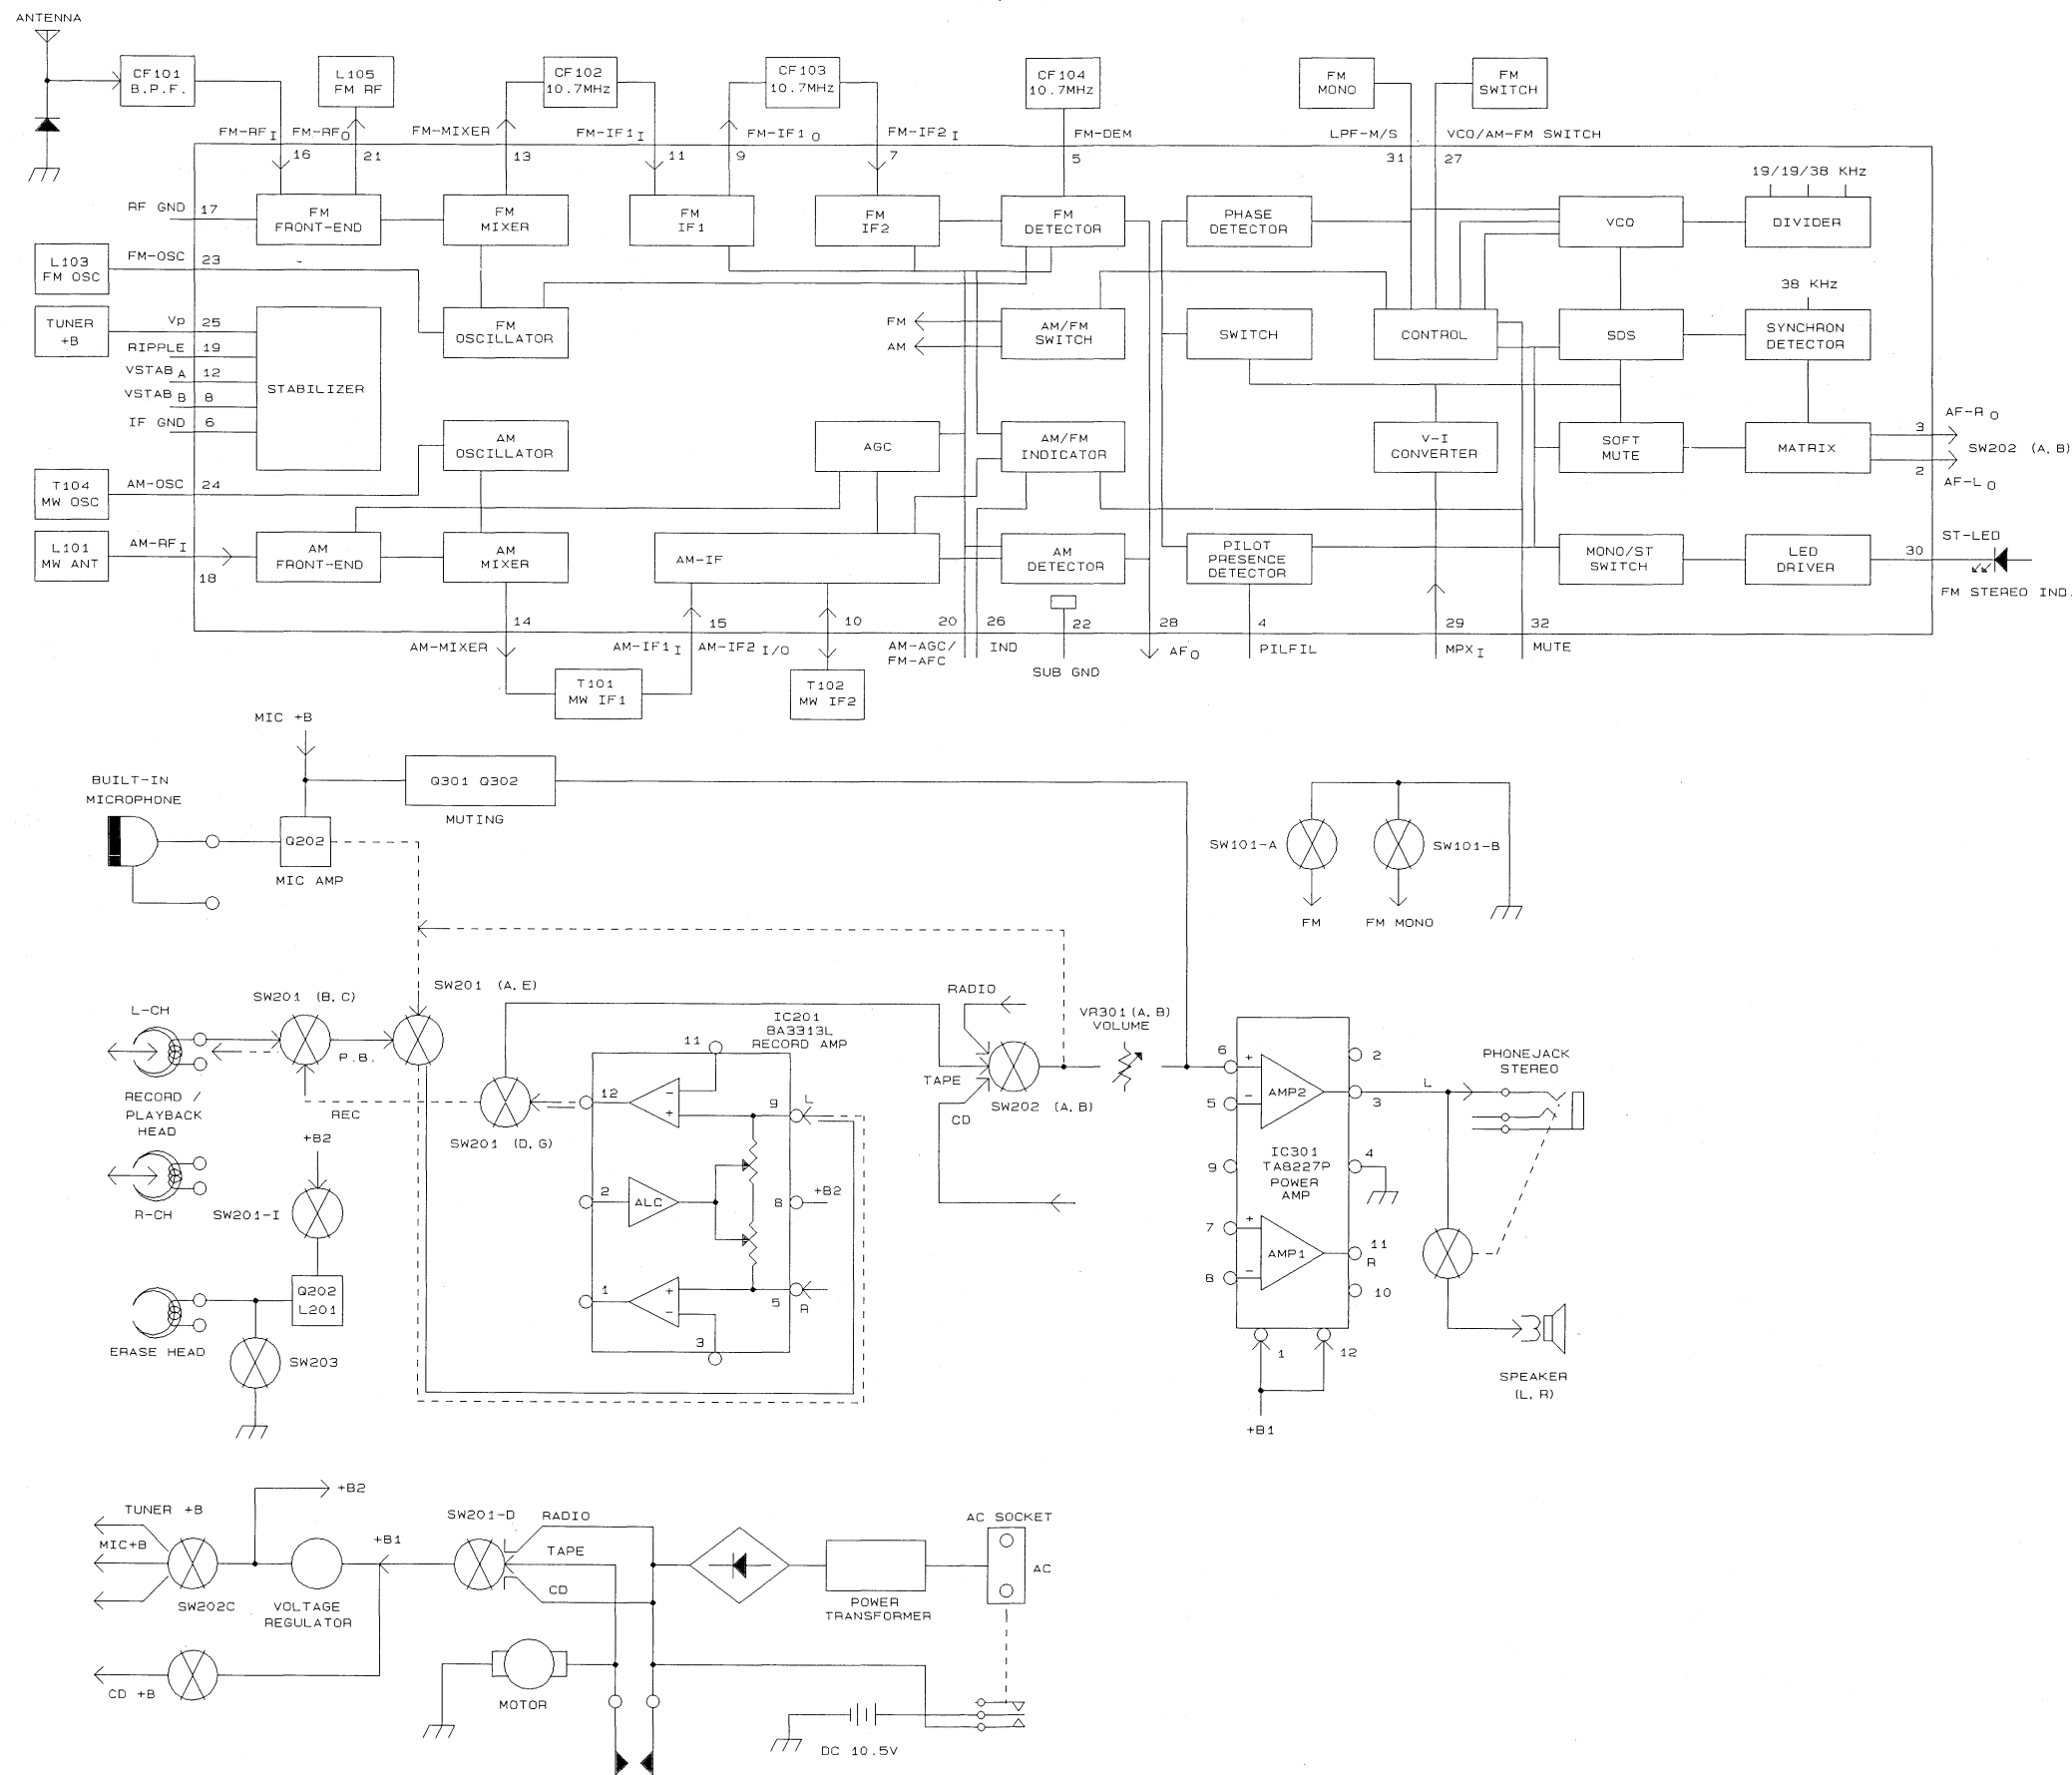 ANTENNA
CF101
B.P.F.
L105
FM RF
CF102
10.7MHz
CF103
10.7MHz
CF104
10.7MHz
FM
MONO
FM
SWITCH
FM-RF I
FM-RF O
FM-MIXER
FM-IF1 I
FM-IF1 O
FM-IF2 I
FM-DEM
LPF-M/S
VCO/AM-FM SWITCH
16
21
13
11
9
7
5
31
27
19/19/38 KHz
RF GND
17
FM
FRONT-END
FM
MIXER
FM
IF1
FM
IF2
FM
DETECTOR
PHASE
DETECTOR
VCO
DIVIDER
L103
FM OSC
FM-OSC
23
38 KHz
TUNER
+B
Vp
25
RIPPLE
19
VSTAB A
12
VSTAB B
8
IF GND
6
STABILIZER
FM
OSCILLATOR
FM
AM
AM/FM
SWITCH
SWITCH
CONTROL
SDS
SYNCHRON
DETECTOR
AM
OSCILLATOR
AGC
AM/FM
INDICATOR
V-I
CONVERTER
SOFT
MUTE
MATRIX
3
AF-R O
SW202 (A,B)
2
AF-L O
T104
MW OSC
AM-OSC
24
L101
MW ANT
AM-RF I
18
AM
FRONT-END
AM
MIXER
AM-IF
AM
DETECTOR
PILOT
PRESENCE
DETECTOR
MONO/ST
SWITCH
LED
DRIVER
30
ST-LED
FM STEREO IND.
14
15
10
20
26
22
28
4
29
32
AM-MIXER
AM-IF1 I
AM-IF2 I/O
AM-AGC/
FM-AFC
IND
SUB GND
AF O
PILFIL
MPX I
MUTE
T101
MW IF1
T102
MW IF2
MIC +B
BUILT-IN
MICROPHONE
Q301 Q302
MUTING
Q202
MIC AMP
SW101-A
SW101-B
FM
FM MONO
SW201 (B,C)
SW201 (A,E)
L-CH
P.B.
RECORD /
PLAYBACK
HEAD
REC
R-CH
+B2
SW201-I
Q202
L201
ERASE HEAD
SW203
SW201 (D,G)
IC201
BA3313L
RECORD AMP
11
12
-
+
9
L
2
ALC
8
+B2
1
+
-
5
R
3
RADIO
TAPE
CD
SW202 (A,B)
VR301(A,B)
VOLUME
6
+
5
-
AMP2
2
3
9
IC301
TA8227P
POWER
AMP
4
7
+
8
-
AMP1
11
R
10
1
12
+B1
L
PHONEJACK
STEREO
SPEAKER
(L,R)
+B2
TUNER +B
MIC+B
SW202C
VOLTAGE
REGULATOR
+B1
SW201-D
RADIO
TAPE
CD
POWER
TRANSFORMER
AC SOCKET
AC
CD +B
MOTOR
DC 10.5V